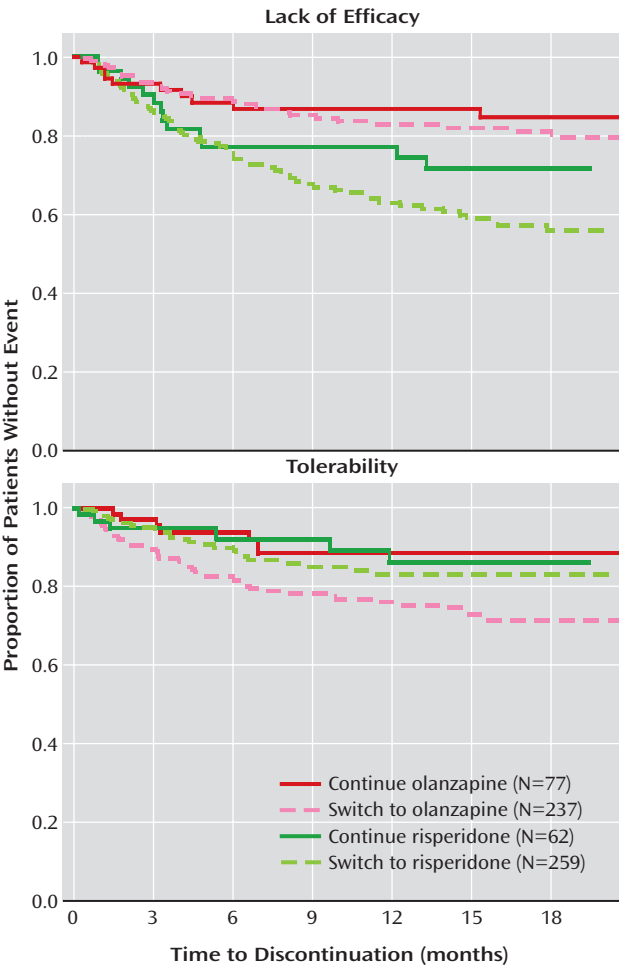 Lack of Efficacy
1.0
0.8
0.6
0.4
0.2
0.0
Proportion of Patients Without Event
Tolerability
1.0
0.8
0.6
0.4
0.2
0.0
Continue olanzapine (N=77)
Switch to olanzapine (N=237)
Continue risperidone (N=62)
Switch to risperidone (N=259)
0 3 6 9 12 15 18
Time to Discontinuation (months)